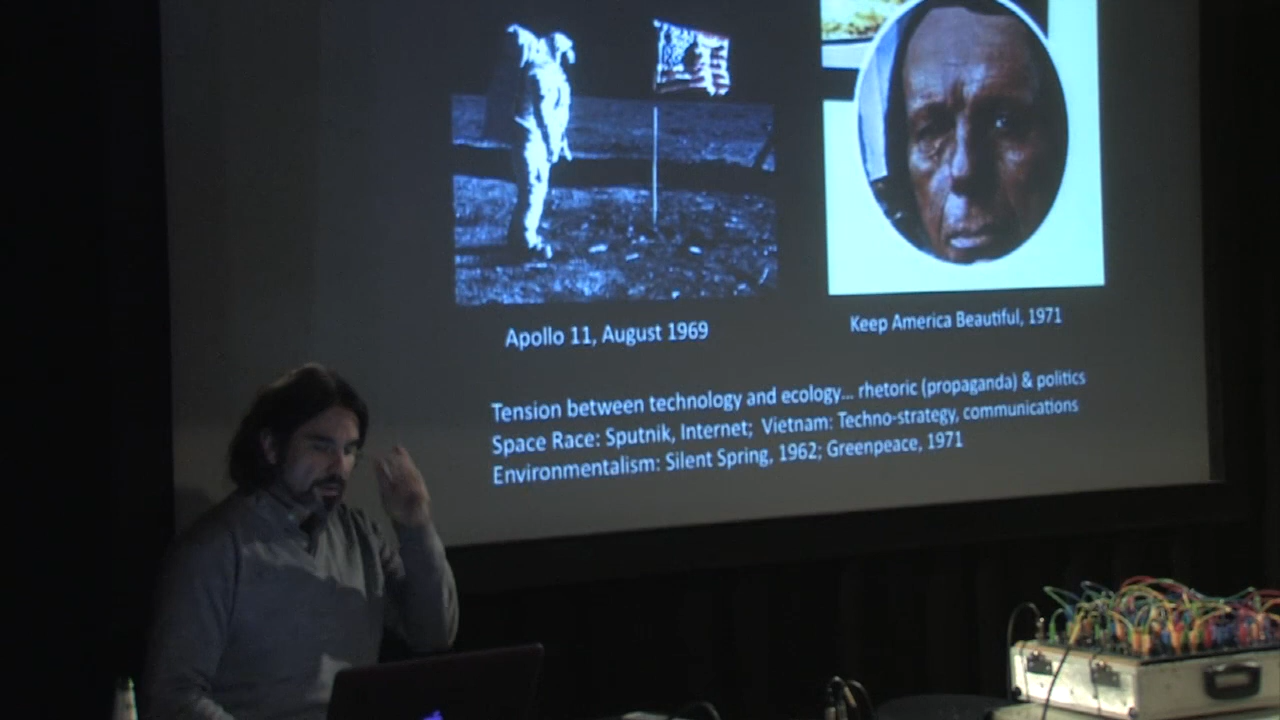 Apollo 11, August 1969
Keep America Beautiful, 1971
Tension between technology and ecology... rhetoric (propaganda) & politics
Space Race: Sputnik, Internet; Vietnam: Techno-strategy, communications
Environmentalism: Silent Spring, 1962; Greenpeace, 1971